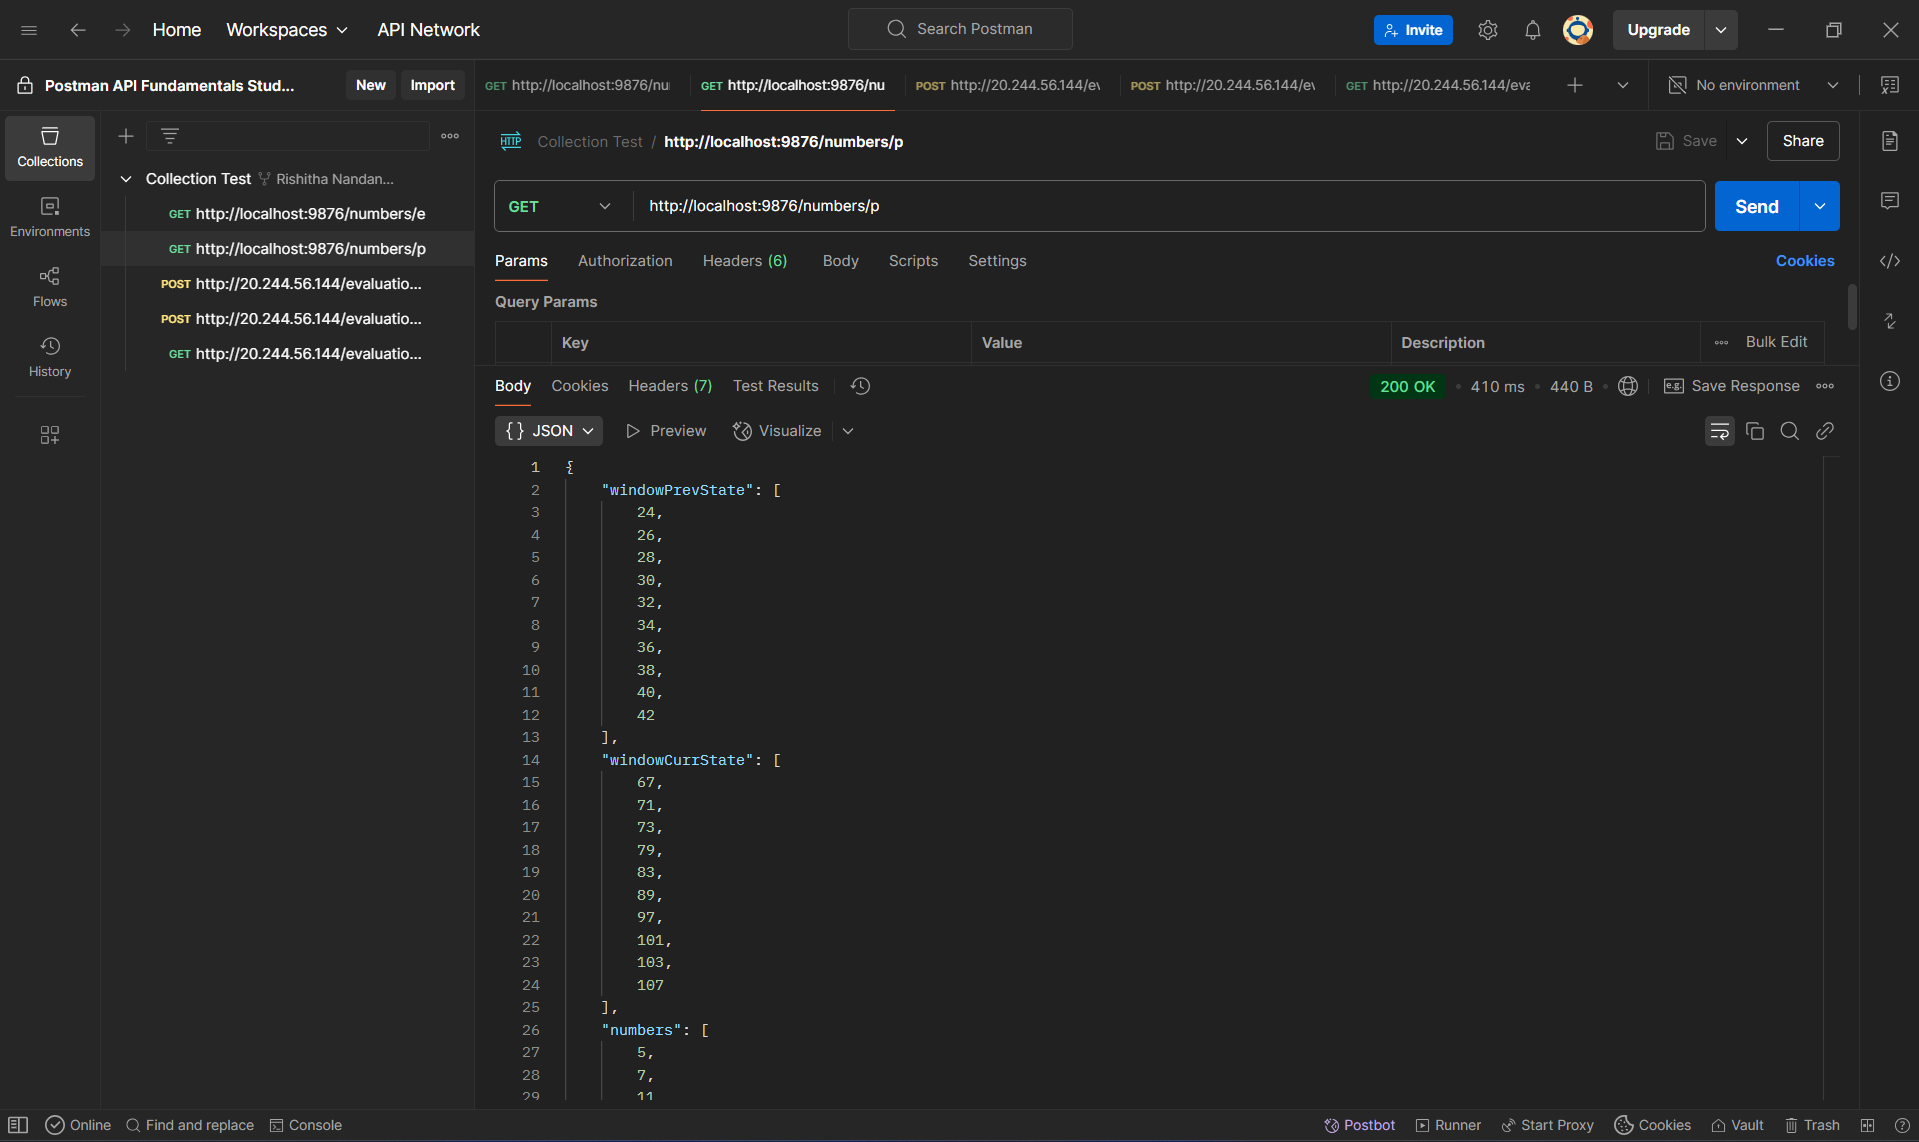 Home Workspaces API Network Search Postman Invite Upgrade
Postman API Fundamentals Stud... New Import GET http://localhost:9876/nu GET http://localhost:9876/nu POST http://20.244.56.144/ev POST http://20.244.56.144/ev GET http://20.244.56.144/eva No environment
Collections
Environments
Flows
History
Collection Test Rishitha Nandan...
GET http://localhost:9876/numbers/e
GET http://localhost:9876/numbers/p
POST http://20.244.56.144/evaluatio...
POST http://20.244.56.144/evaluatio...
GET http://20.244.56.144/evaluatio...
HTTP Collection Test / http://localhost:9876/numbers/p Save Share
GET http://localhost:9876/numbers/p Send
Params Authorization Headers (6) Body Scripts Settings Cookies
Query Params
Key Value Description Bulk Edit
Body Cookies Headers (7) Test Results 200 OK • 410 ms • 440 B • e.g. Save Response
{} JSON Preview Visualize
1 {
2 "windowPrevState": [
3 24,
4 26,
5 28,
6 30,
7 32,
8 34,
9 36,
10 38,
11 40,
12 42
13 ],
14 "windowCurrState": [
15 67,
16 71,
17 73,
18 79,
19 83,
20 89,
21 97,
22 101,
23 103,
24 107
25 ],
26 "numbers": [
27 5,
28 7,
29 11
Online Find and replace Console Postbot Runner Start Proxy Cookies Vault Trash